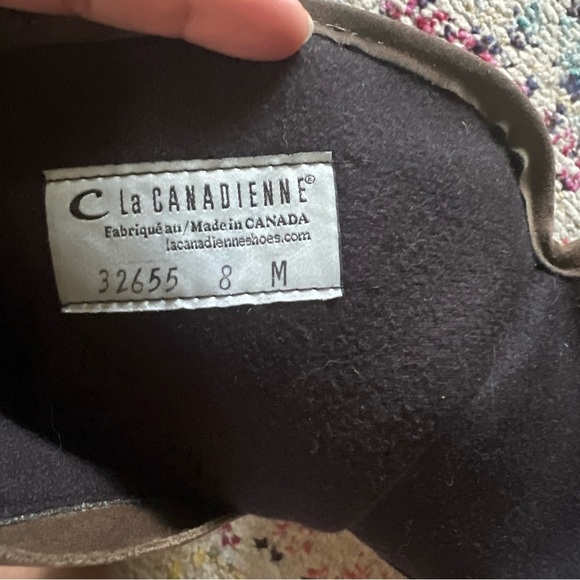 C La CANADIENNE®
Fabriqué au/Made in CANADA
lacanadienneshoes.com
32655 8 M